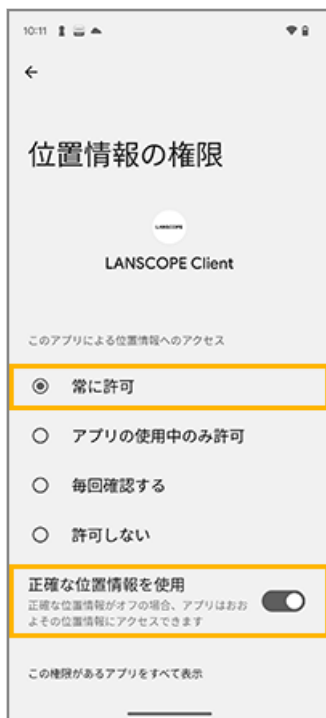 10:11
位置情報の権限
LANSCOPE
LANSCOPE Client
このアプリによる位置情報へのアクセス
常に許可
アプリの使用中のみ許可
毎回確認する
許可しない
正確な位置情報を使用
正確な位置情報がオフの場合、アプリはおお
よその位置情報にアクセスできます
この権限があるアプリをすべて表示